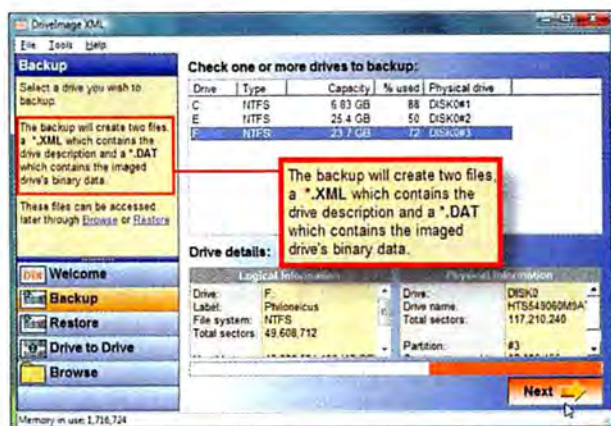 DriveImage XML
File Tools Help
Backup
Select a drive you wish to
backup.
The backup will create two files,
a *.XML which contains the
drive description and a *.DAT
which contains the imaged
drive's binary data.
These files can be accessed
later through Browse or Restore
DIX Welcome
Backup
Restore
Drive to Drive
Browse
Check one or more drives to backup:
Drive Type Capacity % used Physical drive
C NTFS 6.83 GB 88 DISK0#1
E NTFS 25.4 GB 50 DISK0#2
F NTFS 23.7 GB 72 DISK0#3
The backup will create two files,
a *.XML which contains the
drive description and a *.DAT
which contains the imaged
drive's binary data.
Drive details:
Logical Information
Drive: F:
Label: Philoneicus
File system: NTFS
Total sectors: 49,608,712
Physical Information
Drive: DISK0
Drive name: HTS549060M9A
Total sectors: 117,210,240
Partition: #3
Next
Memory in use: 1,716,724